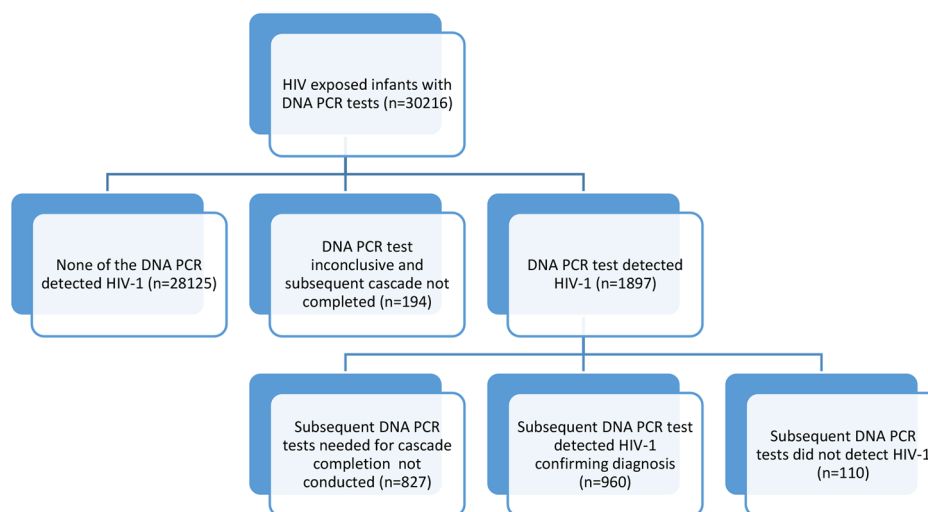 HIV exposed infants with
DNA PCR tests (n=30216)
None of the DNA PCR
detected HIV-1 (n=28125)
DNA PCR test
inconclusive and
subsequent cascade not
completed (n=194)
DNA PCR test detected
HIV-1 (n=1897)
Subsequent DNA PCR
tests needed for cascade
completion not
conducted (n=827)
Subsequent DNA PCR test
detected HIV-1
confirming diagnosis
(n=960)
Subsequent DNA PCR
tests did not detect HIV-1
(n=110)